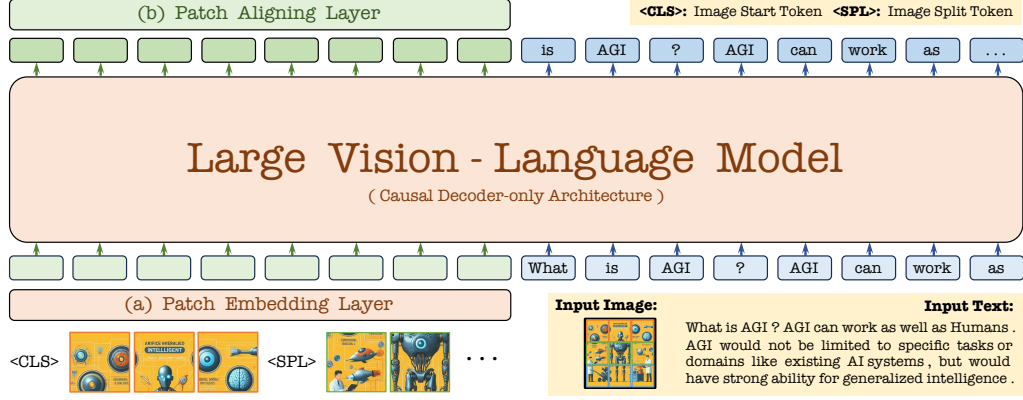 (b) Patch Aligning Layer
<CLS>: Image Start Token <SPL>: Image Split Token
is AGI ? AGI can work as ...
Large Vision - Language Model
( Causal Decoder-only Architecture )
What is AGI ? AGI can work as
(a) Patch Embedding Layer
Input Image:
Input Text:
<CLS>
INTELLIGENT
<SPL>
...
What is AGI ? AGI can work as well as Humans .
AGI would not be limited to specific tasks or
domains like existing AI systems , but would
have strong ability for generalized intelligence .